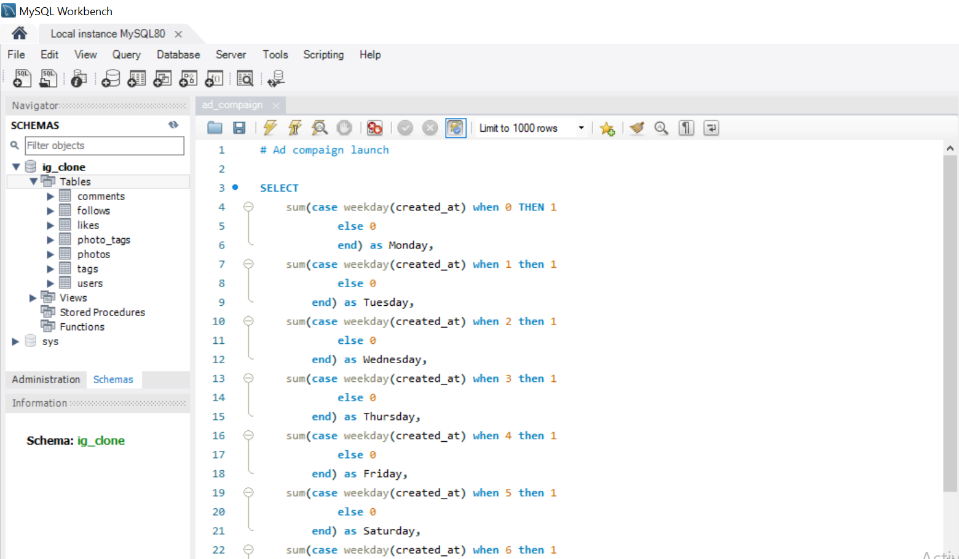 MySQL Workbench
Local instance MySQL80
File Edit View Query Database Server Tools Scripting Help
Navigator
SCHEMAS
Filter objects
ig_clone
Tables
comments
follows
likes
photo_tags
photos
tags
users
Views
Stored Procedures
Functions
sys
Administration Schemas
Information
Schema: ig_clone
ad_compaign
Limit to 1000 rows
1 # Ad compaign launch
2
3 SELECT
4 sum(case weekday(created_at) when 0 THEN 1
5 else 0
6 end) as Monday,
7 sum(case weekday(created_at) when 1 then 1
8 else 0
9 end) as Tuesday,
10 sum(case weekday(created_at) when 2 then 1
11 else 0
12 end) as Wednesday,
13 sum(case weekday(created_at) when 3 then 1
14 else 0
15 end) as Thursday,
16 sum(case weekday(created_at) when 4 then 1
17 else 0
18 end) as Friday,
19 sum(case weekday(created_at) when 5 then 1
20 else 0
21 end) as Saturday,
22 sum(case weekday(created_at) when 6 then 1